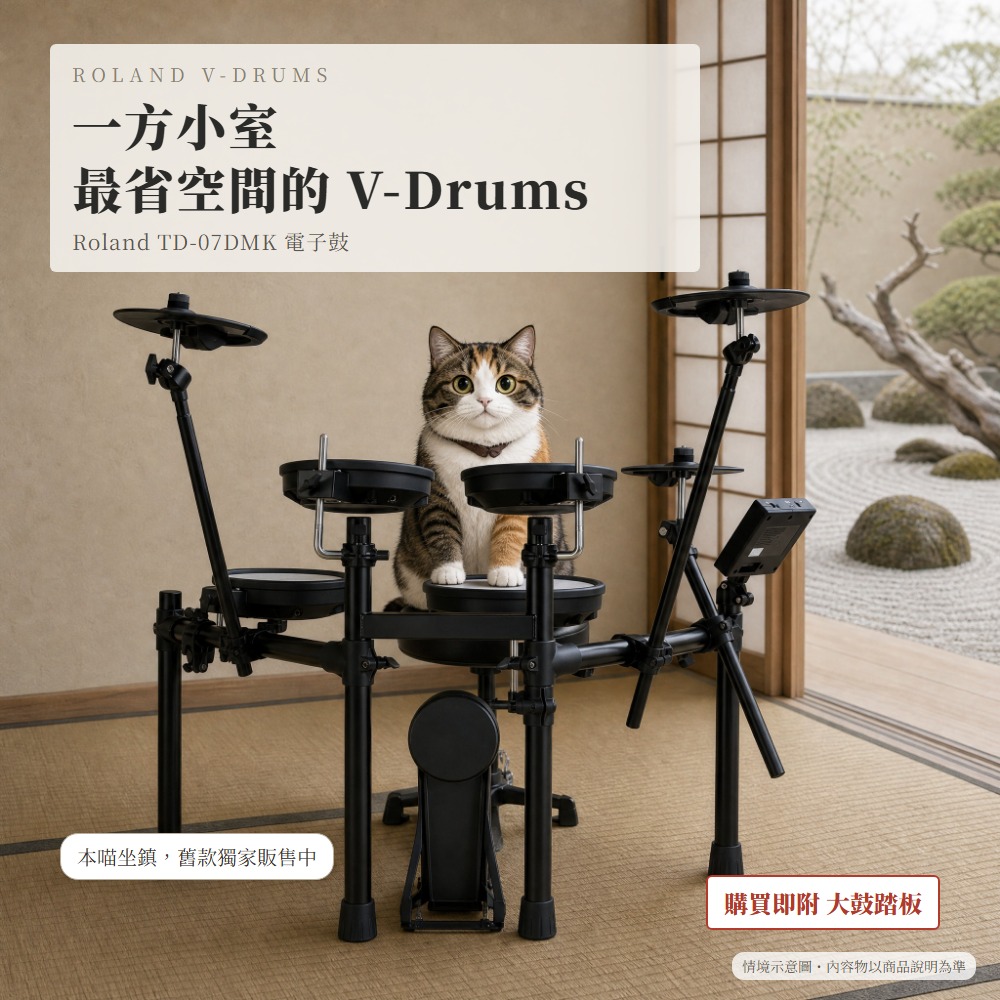 ROLAND V-DRUMS
一方小室
最省空間的 V-Drums
Roland TD-07DMK 電子鼓
本喵坐鎮，舊款獨家販售中
購買即附 大鼓踏板
情境示意圖・內容物以商品說明為準